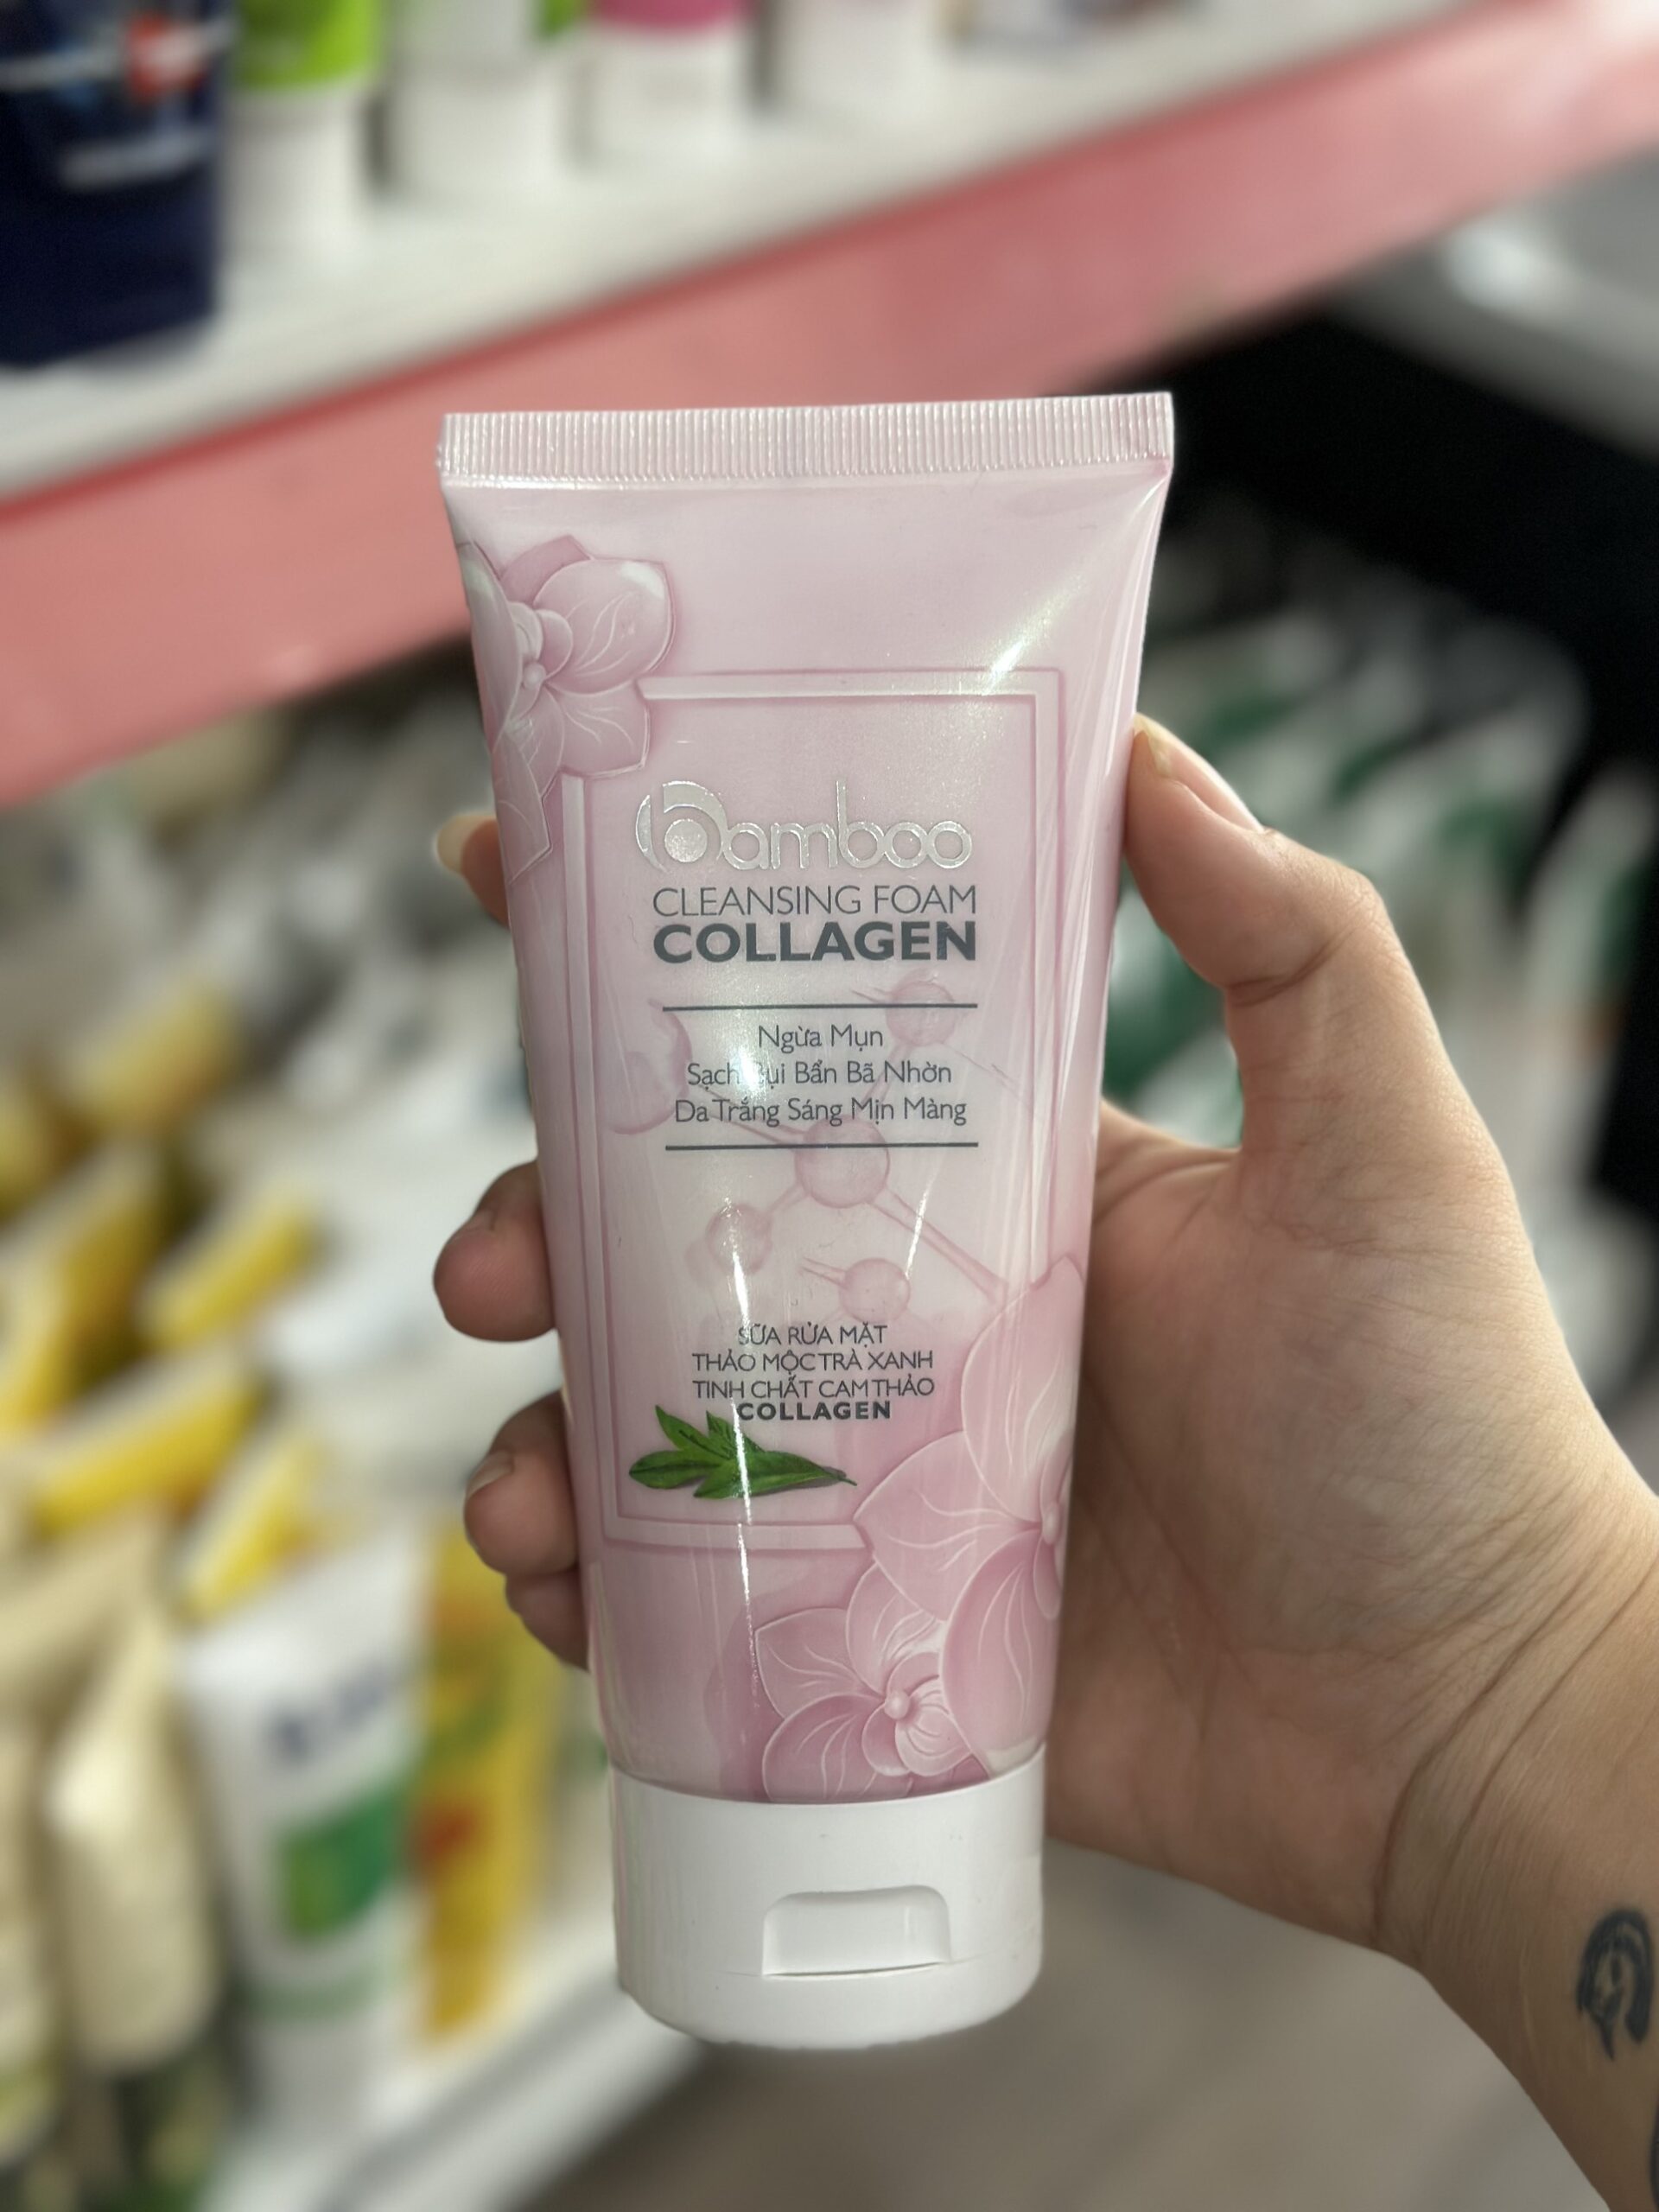 Bamboo
CLEANSING FOAM
COLLAGEN
Ngừa Mụn
Sạch Bụi Bẩn Bã Nhờn
Da Trắng Sáng Mịn Màng
SỮA RỬA MẶT
THẢO MỘC TRÀ XANH
TINH CHẤT CAM THẢO
COLLAGEN